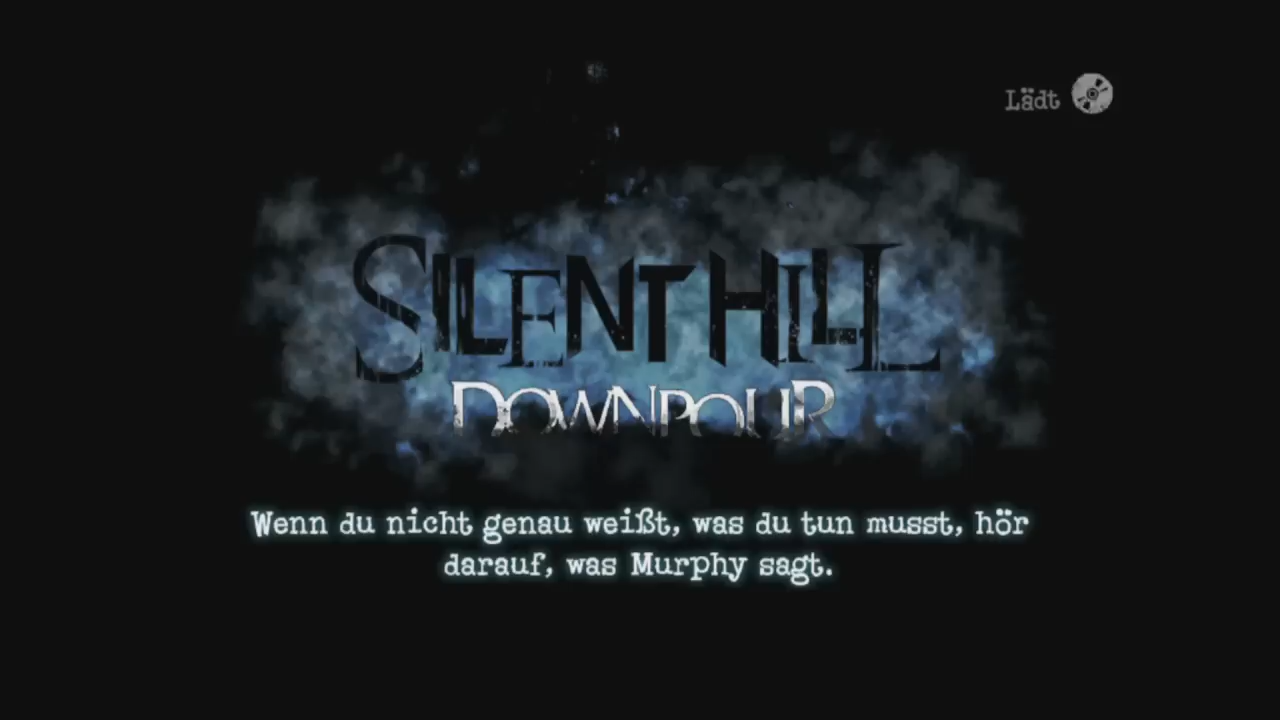 Lädt
SILENT HILL
DOWNPOUR
Wenn du nicht genau weißt, was du tun musst, hör
darauf, was Murphy sagt.